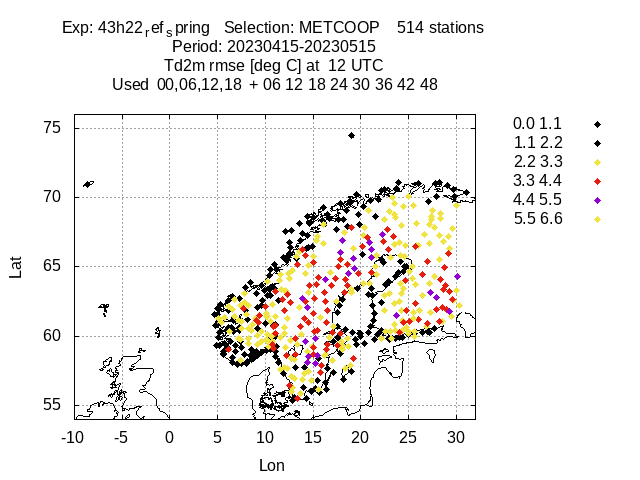 Exp: 43h22refspring   Selection: METCOOP    514 stations
Period: 20230415-20230515
Td2m rmse [deg C] at  12 UTC
Used  00,06,12,18  + 06 12 18 24 30 36 42 48
0.0 1.1
1.1 2.2
2.2 3.3
3.3 4.4
4.4 5.5
5.5 6.6
75
70
65
60
55
Lat
-10 -5 0 5 10 15 20 25 30
Lon